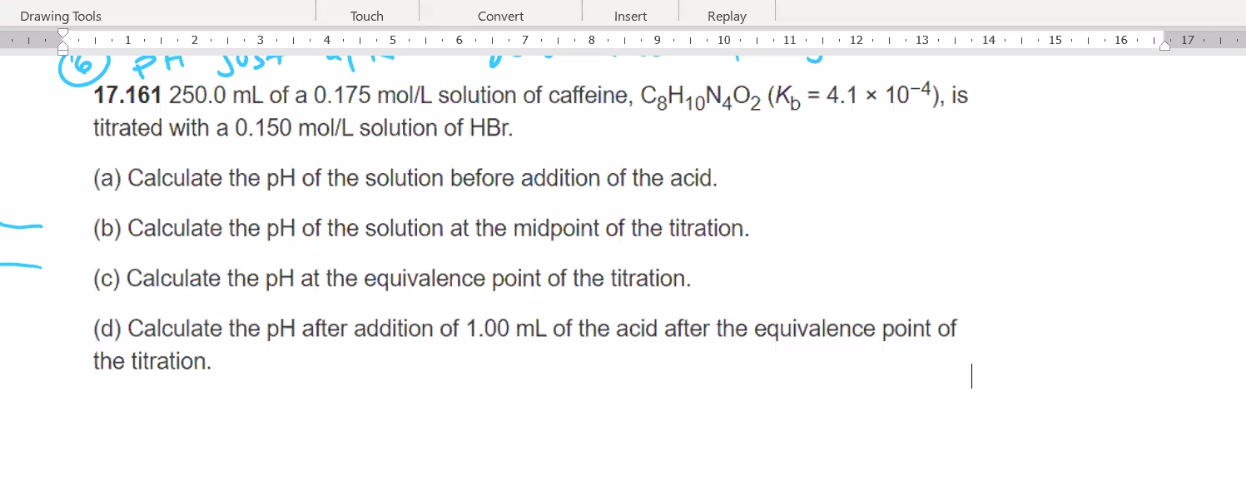 Drawing Tools Touch Convert Insert Replay
1 2 3 4 5 6 7 8 9 10 11 12 13 14 15 16 17
6 pH just
17.161 250.0 mL of a 0.175 mol/L solution of caffeine, C₈H₁₀N₄O₂ (K_b = 4.1 × 10⁻⁴), is
titrated with a 0.150 mol/L solution of HBr.
(a) Calculate the pH of the solution before addition of the acid.
(b) Calculate the pH of the solution at the midpoint of the titration.
(c) Calculate the pH at the equivalence point of the titration.
(d) Calculate the pH after addition of 1.00 mL of the acid after the equivalence point of
the titration.